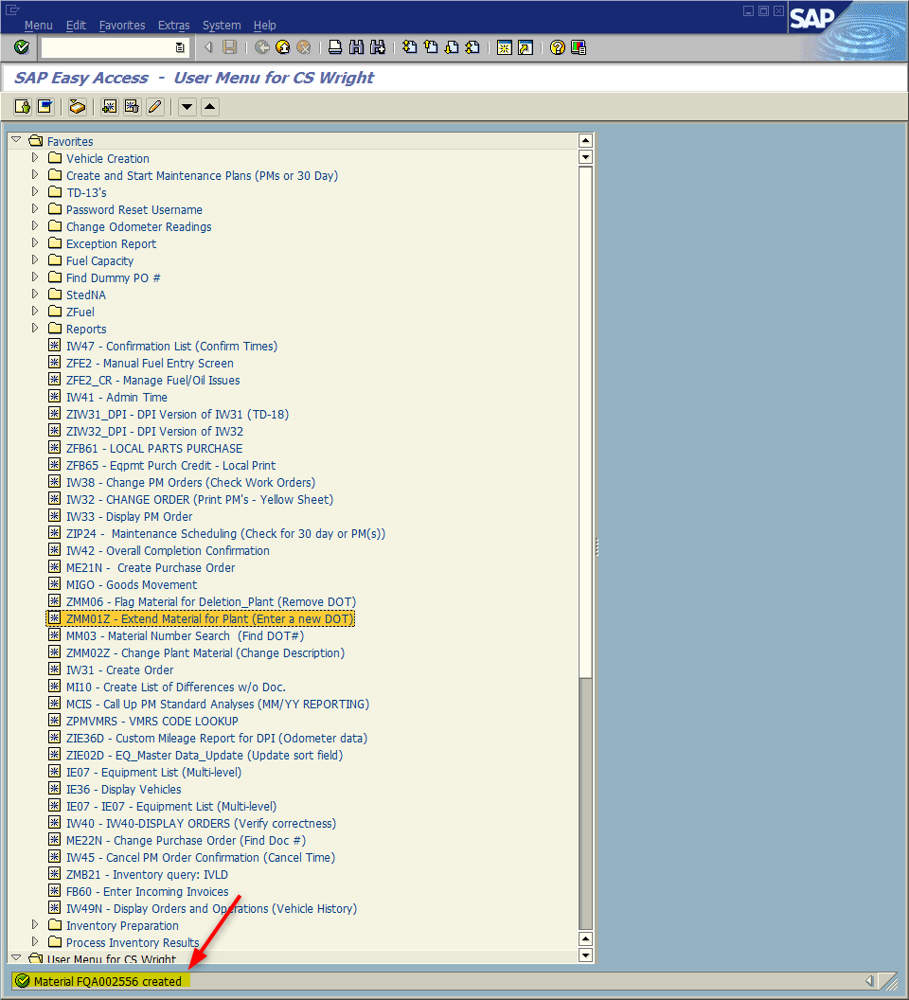 Menu Edit Favorites Extras System Help
SAP
SAP Easy Access - User Menu for CS Wright
Favorites
Vehicle Creation
Create and Start Maintenance Plans (PMs or 30 Day)
TD-13's
Password Reset Username
Change Odometer Readings
Exception Report
Fuel Capacity
Find Dummy PO #
StedNA
ZFuel
Reports
IW47 - Confirmation List (Confirm Times)
ZFE2 - Manual Fuel Entry Screen
ZFE2_CR - Manage Fuel/Oil Issues
IW41 - Admin Time
ZIW31_DPI - DPI Version of IW31 (TD-18)
ZIW32_DPI - DPI Version of IW32
ZFB61 - LOCAL PARTS PURCHASE
ZFB65 - Eqpmt Purch Credit - Local Print
IW38 - Change PM Orders (Check Work Orders)
IW32 - CHANGE ORDER (Print PM's - Yellow Sheet)
IW33 - Display PM Order
ZIP24 - Maintenance Scheduling (Check for 30 day or PM(s))
IW42 - Overall Completion Confirmation
ME21N - Create Purchase Order
MIGO - Goods Movement
ZMM06 - Flag Material for Deletion_Plant (Remove DOT)
ZMM01Z - Extend Material for Plant (Enter a new DOT)
MM03 - Material Number Search (Find DOT#)
ZMM02Z - Change Plant Material (Change Description)
IW31 - Create Order
MI10 - Create List of Differences w/o Doc.
MCIS - Call Up PM Standard Analyses (MM/YY REPORTING)
ZPMVMRS - VMRS CODE LOOKUP
ZIE36D - Custom Mileage Report for DPI (Odometer data)
ZIE02D - EQ_Master Data_Update (Update sort field)
IE07 - Equipment List (Multi-level)
IE36 - Display Vehicles
IE07 - IE07 - Equipment List (Multi-level)
IW40 - IW40-DISPLAY ORDERS (Verify correctness)
ME22N - Change Purchase Order (Find Doc #)
IW45 - Cancel PM Order Confirmation (Cancel Time)
ZMB21 - Inventory query: IVLD
FB60 - Enter Incoming Invoices
IW49N - Display Orders and Operations (Vehicle History)
Inventory Preparation
Process Inventory Results
User Menu for CS Wright
Material FQA002556 created